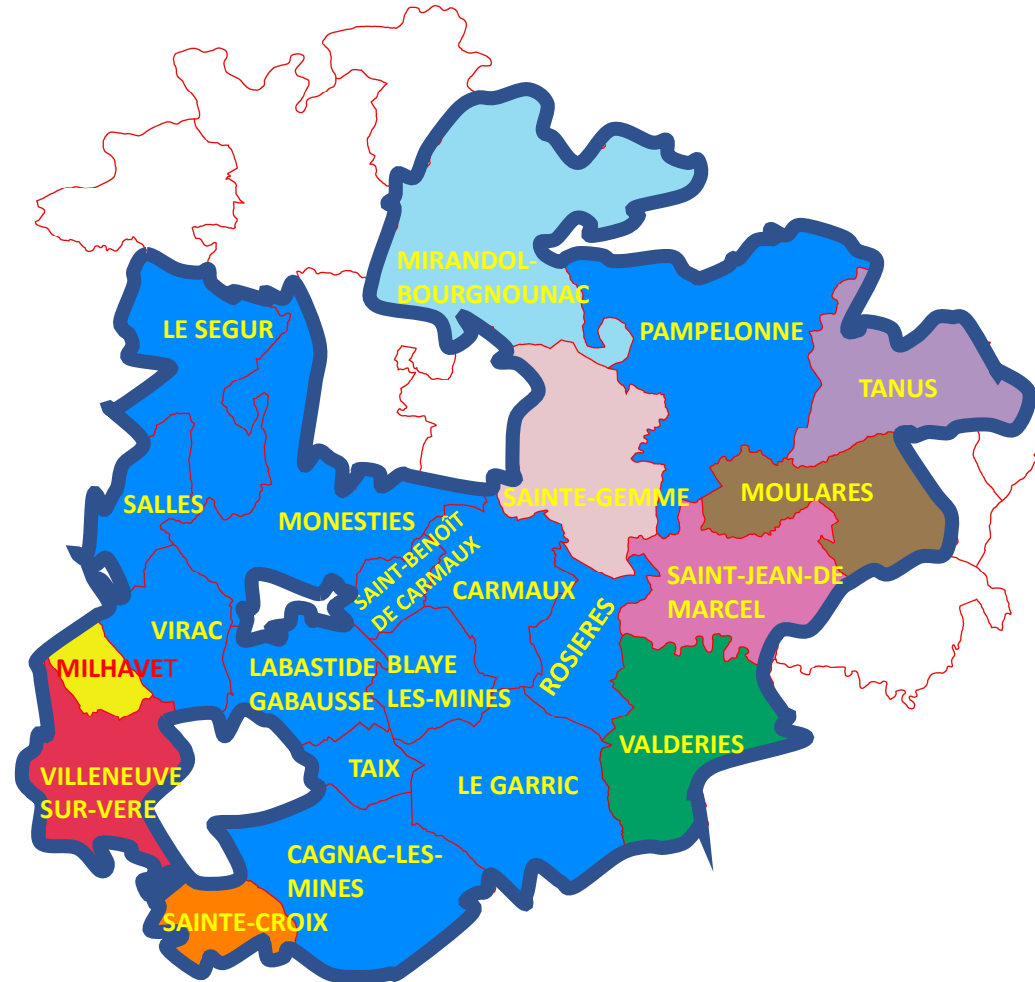 MIRANDOL-
BOURGNOUNAC
LE SEGUR
PAMPELONNE
TANUS
SALLES
MONESTIES
SAINTE-GEMME
MOULARES
SAINT-BENOÎT
DE CARMAUX
CARMAUX
SAINT-JEAN-DE
MARCEL
VIRAC
ROSIERES
MILHAVET
LABASTIDE
GABAUSSE
BLAYE
LES-MINES
VALDERIES
TAIX
LE GARRIC
VILLENEUVE
SUR-VERE
CAGNAC-LES-
MINES
SAINTE-CROIX